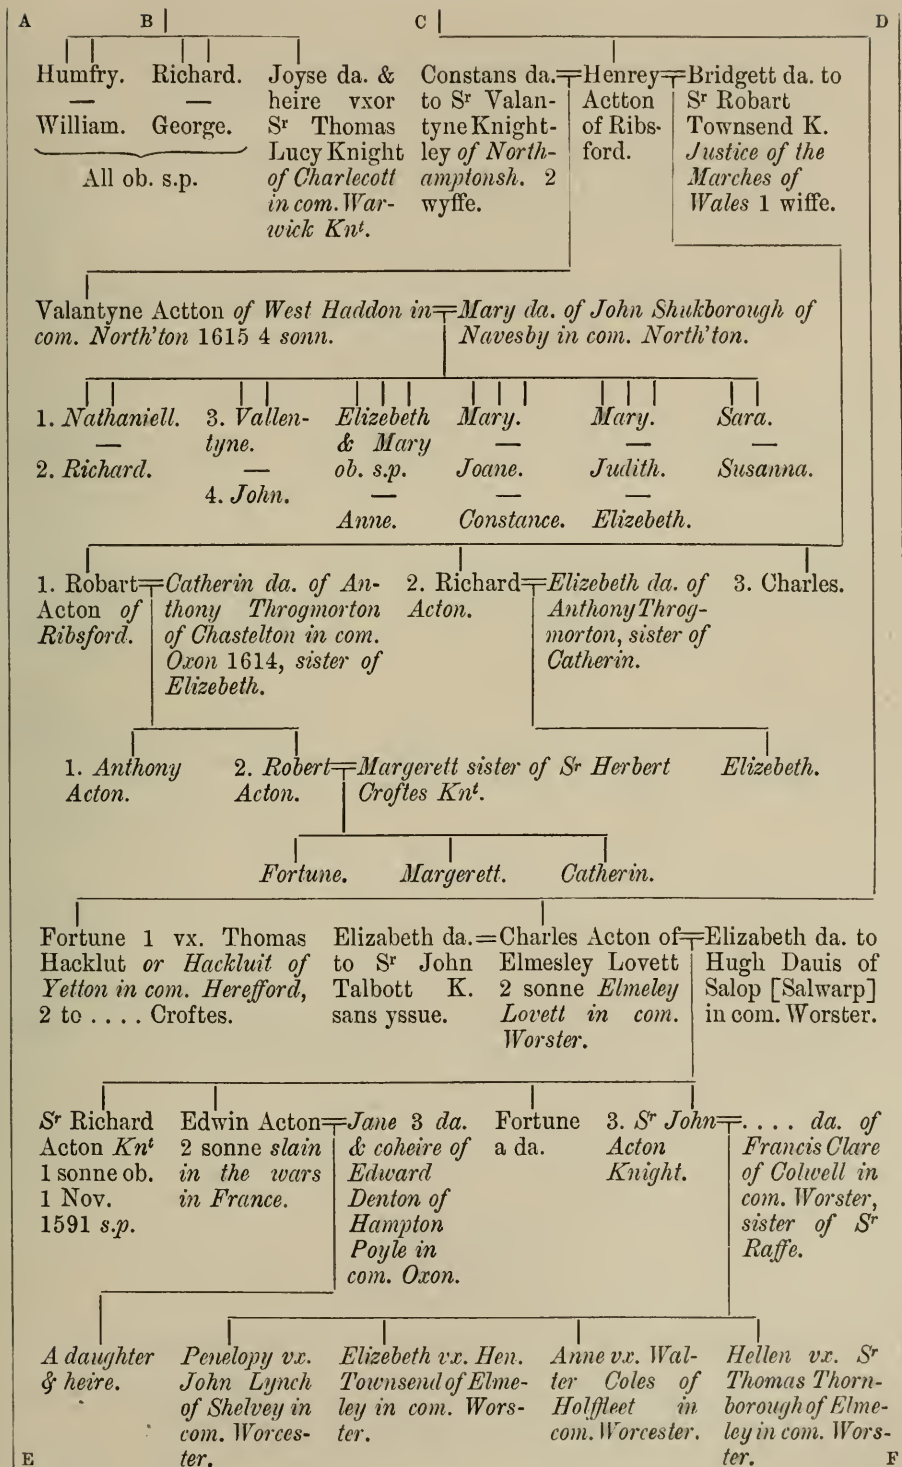 A B C D
Humfry.
—
William.
Richard.
—
George.
All ob. s.p.
Joyse da. &
heire vxor
Sr Thomas
Lucy Knight
of Charlecott
in com. War-
wick Knt.
Constans da.
to Sr Valan-
tyne Knight-
ley of North-
amptonsh. 2
wyffe.
Henrey
Actton
of Ribs-
ford.
Bridgett da. to
Sr Robart
Townsend K.
Justice of the
Marches of
Wales 1 wiffe.
Valantyne Actton of West Haddon in
com. North'ton 1615 4 sonn.
Mary da. of John Shukborough of
Navesby in com. North'ton.
1. Nathaniell.
—
2. Richard.
3. Vallen-
tyne.
—
4. John.
Elizebeth
& Mary
ob. s.p.
—
Anne.
Mary.
—
Joane.
—
Constance.
Mary.
—
Judith.
—
Elizebeth.
Sara.
—
Susanna.
1. Robart
Acton of
Ribsford.
Catherin da. of An-
thony Throgmorton
of Chastelton in com.
Oxon 1614, sister of
Elizebeth.
2. Richard
Acton.
Elizebeth da. of
Anthony Throg-
morton, sister of
Catherin.
3. Charles.
1. Anthony
Acton.
2. Robert
Acton.
Margerett sister of Sr Herbert
Croftes Knt.
Elizebeth.
Fortune. Margerett. Catherin.
Fortune 1 vx. Thomas
Hacklut or Hackluit of
Yetton in com. Herefford,
2 to . . . . Croftes.
Elizabeth da.
to Sr John
Talbott K.
sans yssue.
Charles Acton of
Elmesley Lovett
2 sonne Elmeley
Lovett in com.
Worster.
Elizabeth da. to
Hugh Dauis of
Salop [Salwarp]
in com. Worster.
Sr Richard
Acton Knt
1 sonne ob.
1 Nov.
1591 s.p.
Edwin Acton
2 sonne slain
in the wars
in France.
Jane 3 da.
& coheire of
Edward
Denton of
Hampton
Poyle in
com. Oxon.
Fortune
a da.
3. Sr John
Acton
Knight.
. . . . da. of
Francis Clare
of Colwell in
com. Worster,
sister of Sr
Raffe.
A daughter
& heire.
Penelopy vx.
John Lynch
of Shelvey in
com. Worces-
ter.
Elizebeth vx. Hen.
Townsend of Elme-
ley in com. Wors-
ter.
Anne vx. Wal-
ter Coles of
Holffleet in
com. Worcester.
Hellen vx. Sr
Thomas Thorn-
borough of Elme-
ley in com. Wors-
ter.
E F